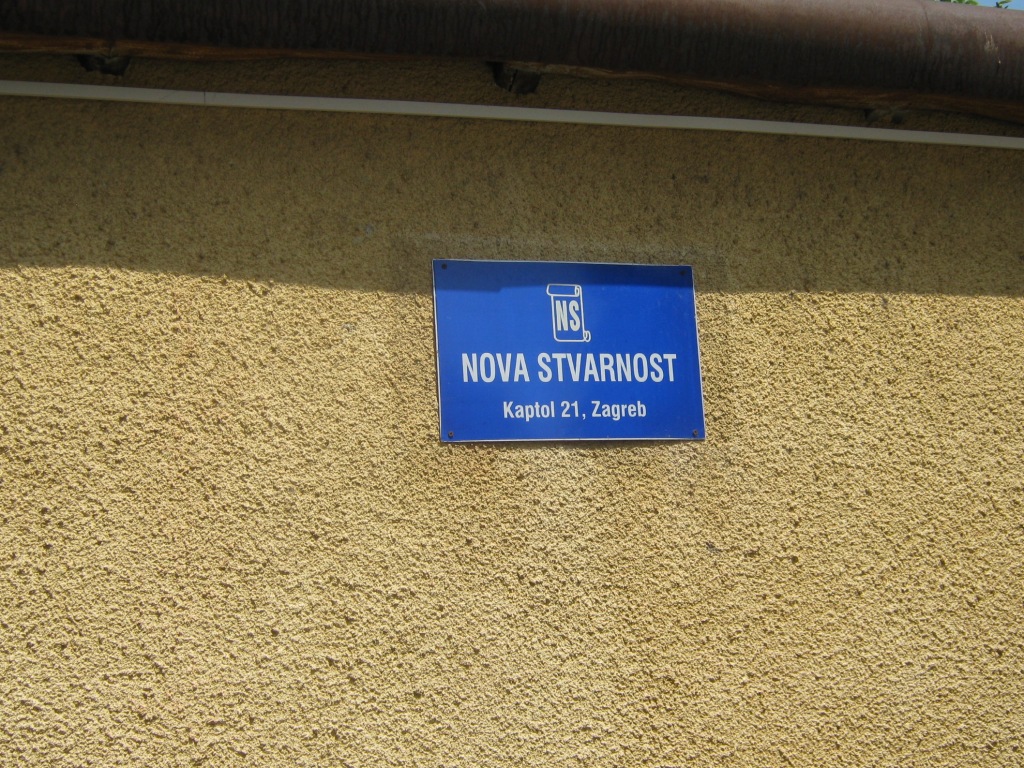 NS
NOVA STVARNOST
Kaptol 21, Zagreb